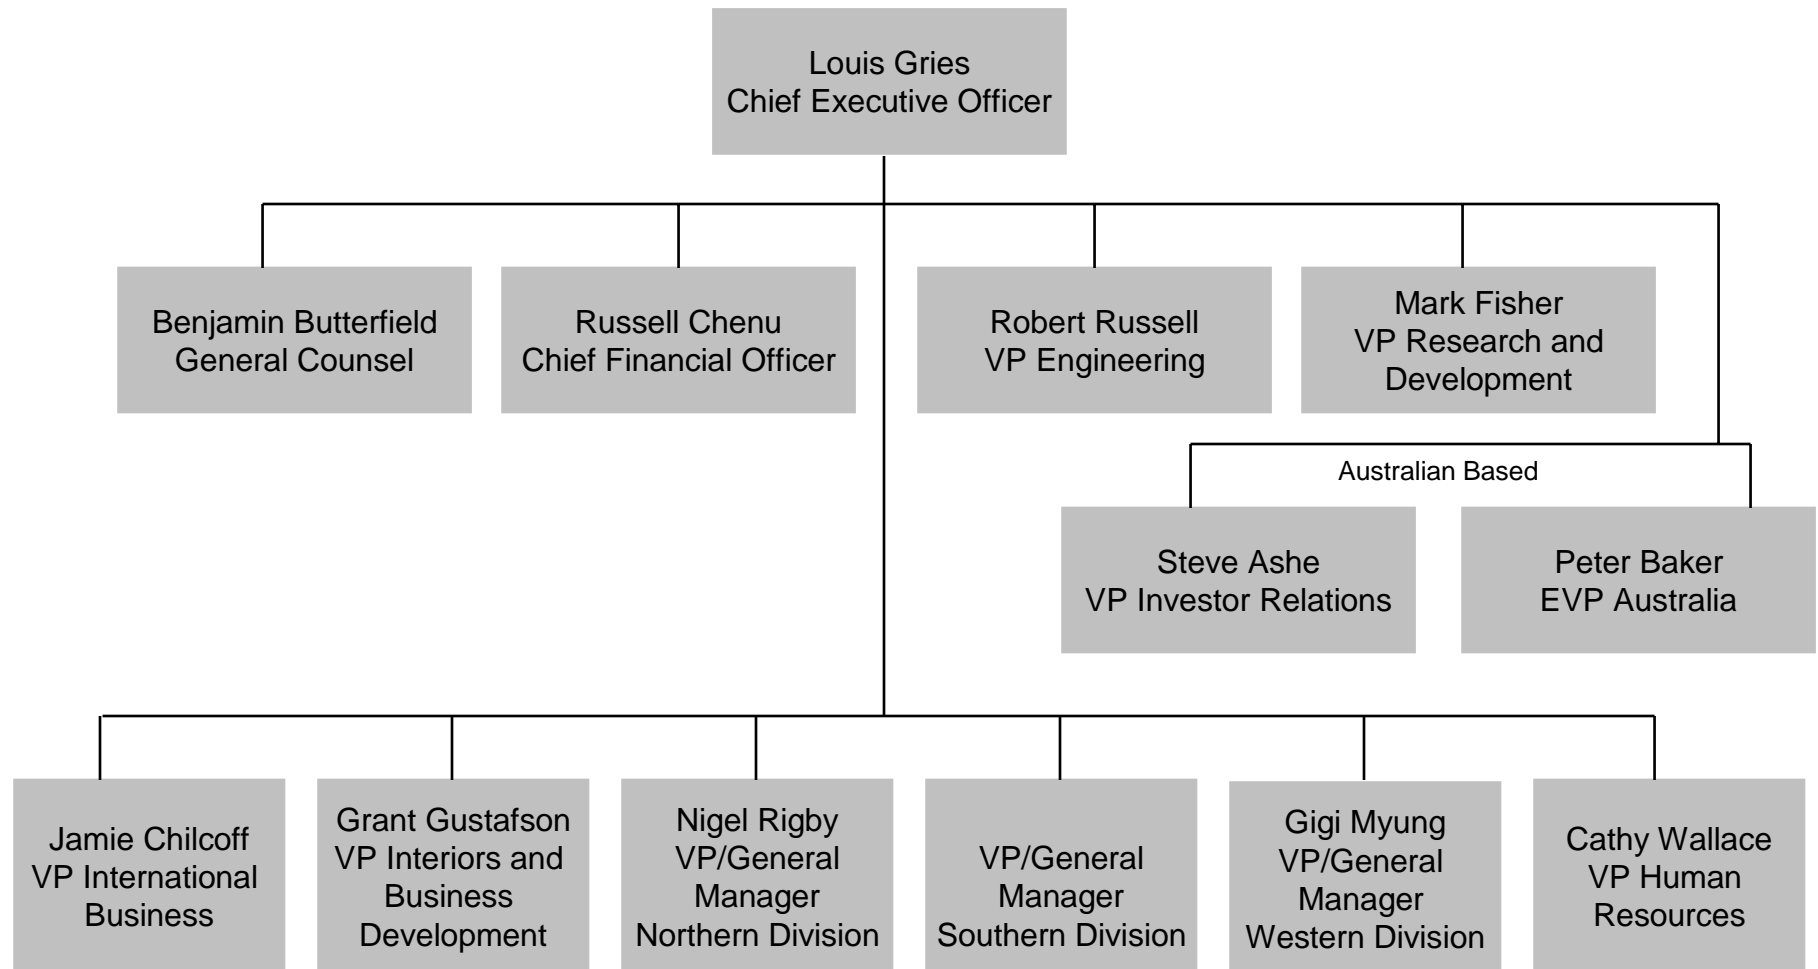 Louis Gries
Chief Executive Officer
Benjamin Butterfield
General Counsel
Russell Chenu
Chief Financial Officer
Robert Russell
VP Engineering
Mark Fisher
VP Research and
Development
Australian Based
Steve Ashe
VP Investor Relations
Peter Baker
EVP Australia
Jamie Chilcoff
VP International
Business
Grant Gustafson
VP Interiors and
Business
Development
Nigel Rigby
VP/General
Manager
Northern Division
VP/General
Manager
Southern Division
Gigi Myung
VP/General
Manager
Western Division
Cathy Wallace
VP Human
Resources